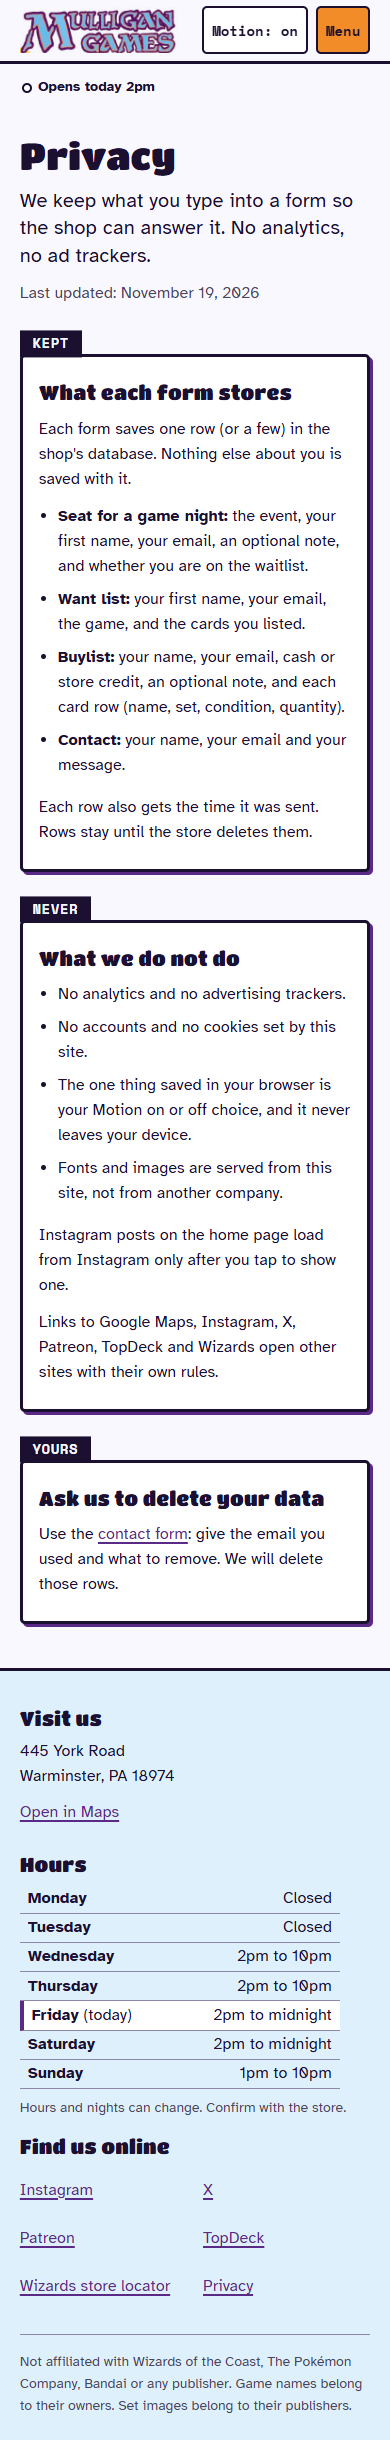 MULLIGAN
GAMES
Motion: on
Menu
Opens today 2pm
Privacy
We keep what you type into a form so
the shop can answer it. No analytics,
no ad trackers.
Last updated: November 19, 2026
KEPT
What each form stores
Each form saves one row (or a few) in the
shop's database. Nothing else about you is
saved with it.
• Seat for a game night: the event, your
first name, your email, an optional note,
and whether you are on the waitlist.
• Want list: your first name, your email,
the game, and the cards you listed.
• Buylist: your name, your email, cash or
store credit, an optional note, and each
card row (name, set, condition, quantity).
• Contact: your name, your email and your
message.
Each row also gets the time it was sent.
Rows stay until the store deletes them.
NEVER
What we do not do
• No analytics and no advertising trackers.
• No accounts and no cookies set by this
site.
• The one thing saved in your browser is
your Motion on or off choice, and it never
leaves your device.
• Fonts and images are served from this
site, not from another company.
Instagram posts on the home page load
from Instagram only after you tap to show
one.
Links to Google Maps, Instagram, X,
Patreon, TopDeck and Wizards open other
sites with their own rules.
YOURS
Ask us to delete your data
Use the contact form: give the email you
used and what to remove. We will delete
those rows.
Visit us
445 York Road
Warminster, PA 18974
Open in Maps
Hours
Monday Closed
Tuesday Closed
Wednesday 2pm to 10pm
Thursday 2pm to 10pm
Friday (today) 2pm to midnight
Saturday 2pm to midnight
Sunday 1pm to 10pm
Hours and nights can change. Confirm with the store.
Find us online
Instagram X
Patreon TopDeck
Wizards store locator Privacy
Not affiliated with Wizards of the Coast, The Pokémon
Company, Bandai or any publisher. Game names belong
to their owners. Set images belong to their publishers.